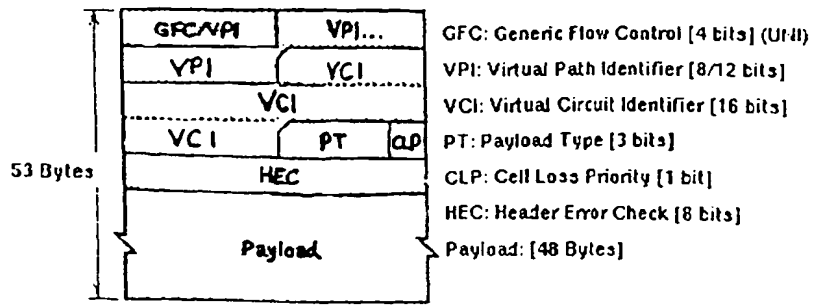 GFC/VPI VPI... GFC: Generic Flow Control [4 bits] (UNI)
VPI VCI VPI: Virtual Path Identifier [8/12 bits]
VCI VCI: Virtual Circuit Identifier [16 bits]
VCI PT CLP PT: Payload Type [3 bits]
53 Bytes
HEC CLP: Cell Loss Priority [1 bit]
HEC: Header Error Check [8 bits]
Payload Payload: [48 Bytes]